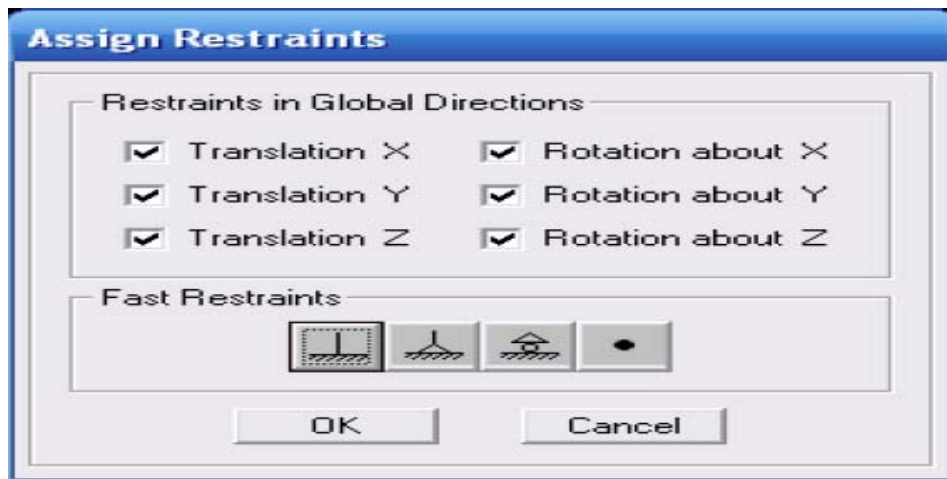 Assign Restraints
Restraints in Global Directions
Translation X
Rotation about X
Translation Y
Rotation about Y
Translation Z
Rotation about Z
Fast Restraints
OK
Cancel